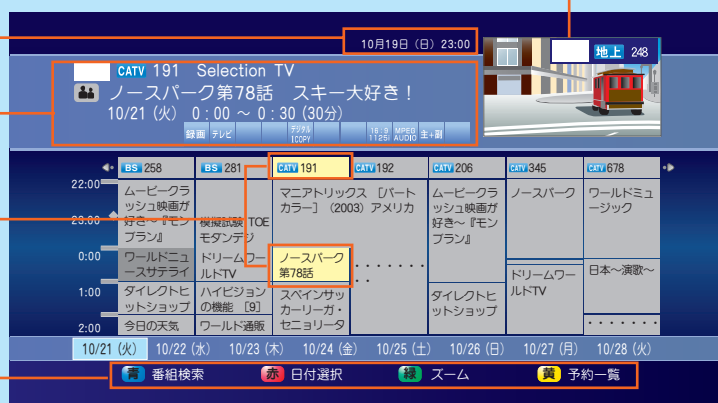 10月19日 (日) 23:00
地上 248
CATV 191 Selection TV
ノースパーク第78話 スキー大好き！
10/21 (火) 0：00 ～ 0：30 (30分)
録画 テレビ デジタル 1COPY 16:9 1125i MPEG AUDIO 主+副
BS 258 BS 281 CATV 191 CATV 192 CATV 206 CATV 345 CATV 678
22:00
23:00
0:00
1:00
2:00
ムービークラッシュ映画が好き～『モンブラン』
ワールドニュースサテライ
ダイレクトヒットショップ
今日の天気
模擬試験 TOE
モダンデジ
ドリームワールドTV
ハイビジョンの機能 [9]
ワールド通販
マニアトリックス [パートカラー] (2003) アメリカ
ノースパーク第78話
スペインサッカーリーガ・セニョリータ
ムービークラッシュ映画が好き～『モンブラン』
ダイレクトヒットショップ
ノースパーク
ドリームワールドTV
ワールドミュージック
日本～演歌～
10/21 (火) 10/22 (水) 10/23 (木) 10/24 (金) 10/25 (土) 10/26 (日) 10/27 (月) 10/28 (火)
青 番組検索 赤 日付選択 緑 ズーム 黄 予約一覧